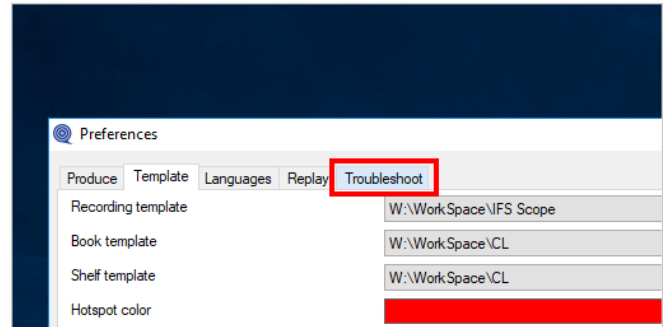 Preferences
Produce Template Languages Replay Troubleshoot
Recording template W:\WorkSpace\IFS Scope
Book template W:\WorkSpace\CL
Shelf template W:\WorkSpace\CL
Hotspot color